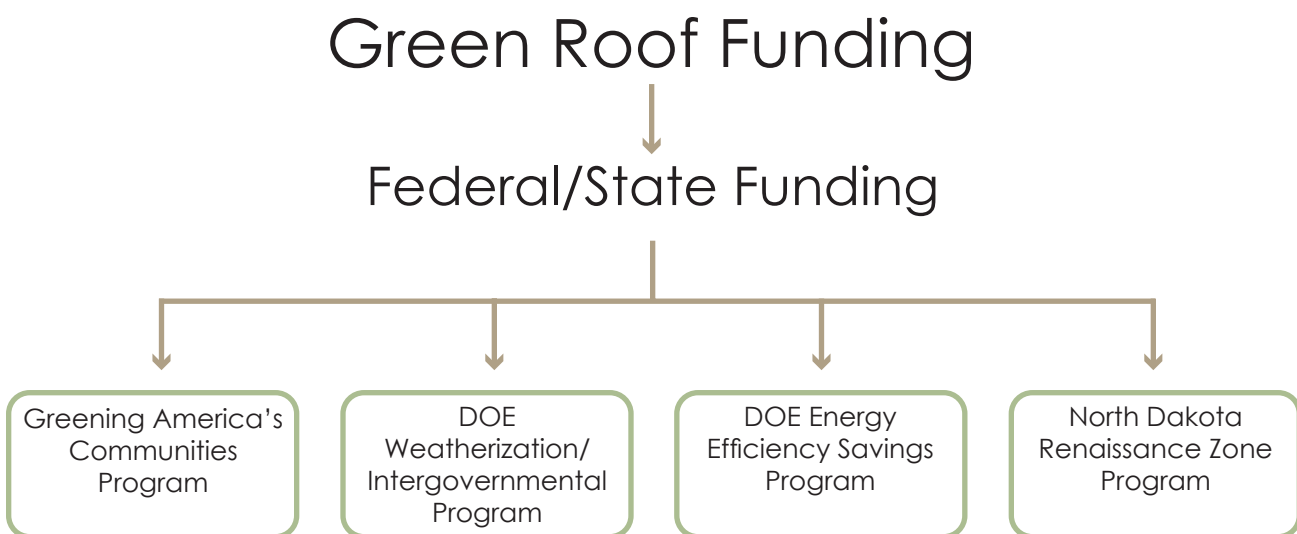 Green Roof Funding
Federal/State Funding
Greening America’s
Communities
Program
DOE
Weatherization/
Intergovernmental
Program
DOE Energy
Efficiency Savings
Program
North Dakota
Renaissance Zone
Program